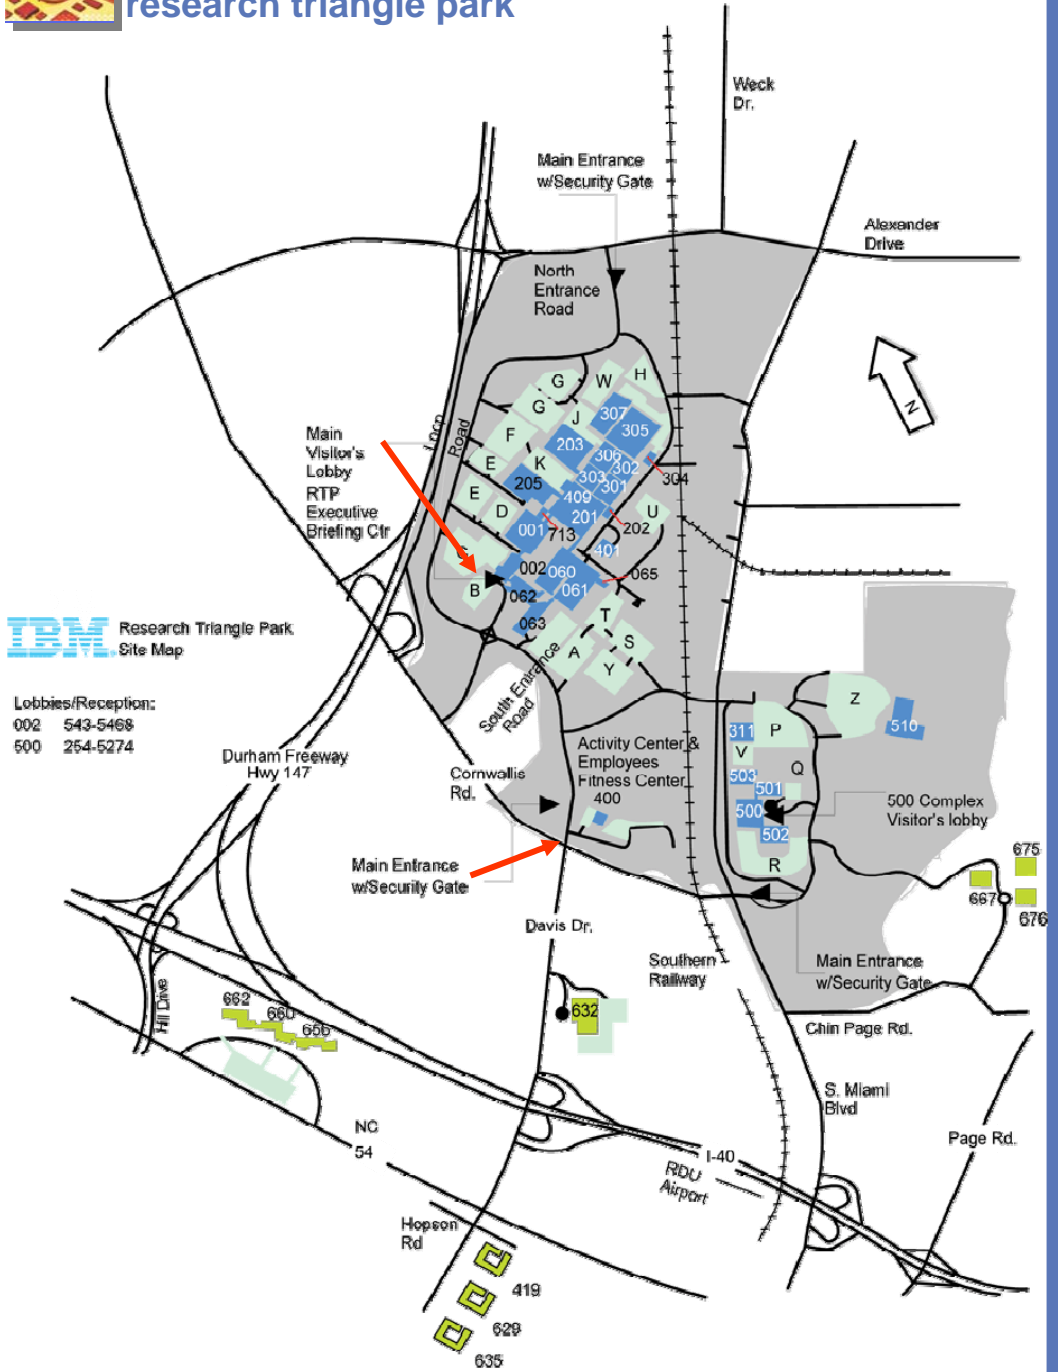 research triangle park
Weck
Dr.
Main Entrance
w/Security Gate
Alexander
Drive
North
Entrance
Road
N
Loop
Road
G
W
H
G
J
307
305
F
203
306
E
K
303
302
304
205
301
E
409
D
201
U
001
713
202
401
C
002
060
065
B
062
061
063
T
S
A
Y
Main
Visitor's
Lobby
RTP
Executive
Briefing Ctr
IBM
Research Triangle Park
Site Map
Lobbies/Reception:
002 543-5468
500 254-5274
South Entrance
Road
Durham Freeway
Hwy 147
Cornwallis
Rd.
Activity Center &
Employees
Fitness Center
400
Z
510
311
P
V
Q
503
501
500
502
R
500 Complex
Visitor's lobby
675
667
676
Main Entrance
w/Security Gate
Davis Dr.
Southern
Railway
Main Entrance
w/Security Gate
Chin Page Rd.
Hill Drive
662
660
656
632
S. Miami
Blvd
Page Rd.
NC
54
I-40
RDU
Airport
Hopson
Rd
419
629
635